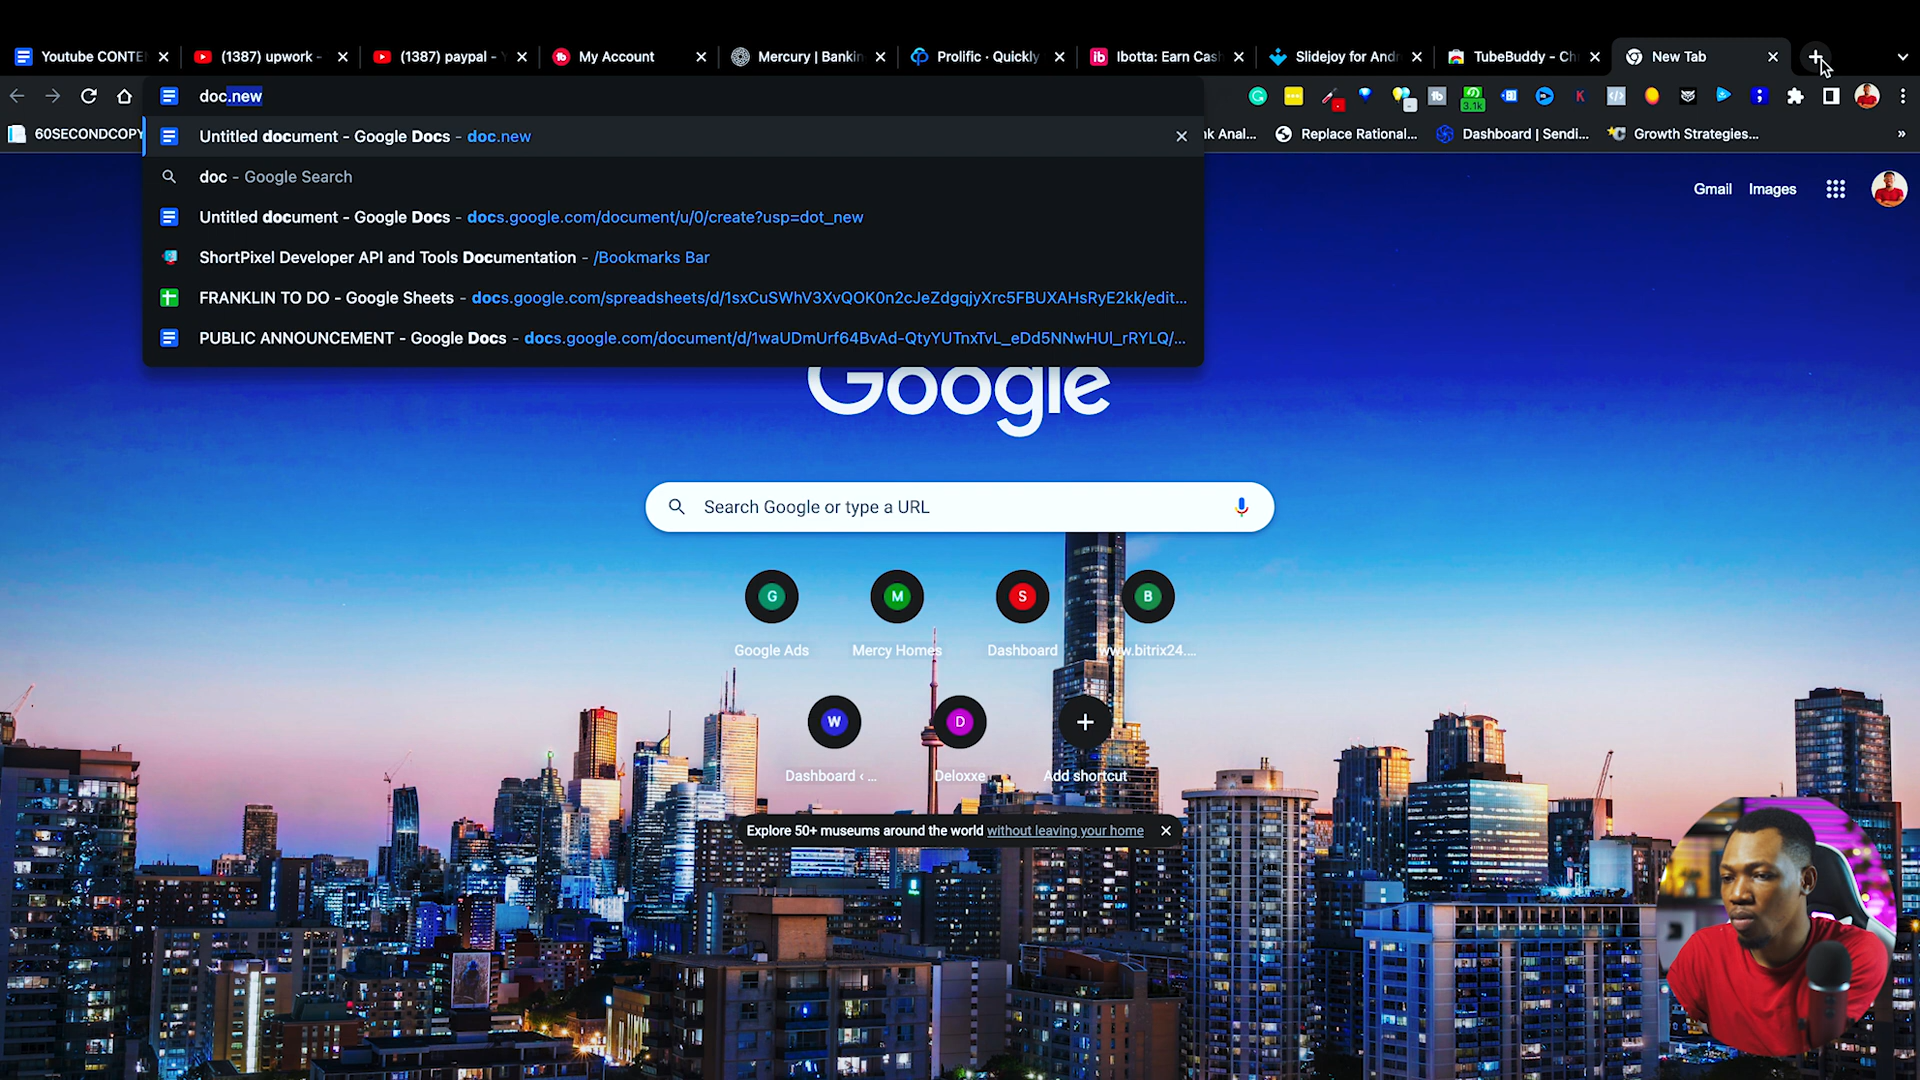 Youtube CONTE
(1387) upwork -
(1387) paypal - Y
My Account
Mercury | Bankin
Prolific · Quickly
Ibotta: Earn Cash
Slidejoy for Andr
TubeBuddy - Ch
New Tab
doc.new
3.1k
60SECONDCOPY
nk Anal...
Replace Rational...
Dashboard | Sendi...
Growth Strategies...
»
Untitled document - Google Docs - doc.new
doc - Google Search
Untitled document - Google Docs - docs.google.com/document/u/0/create?usp=dot_new
ShortPixel Developer API and Tools Documentation - /Bookmarks Bar
FRANKLIN TO DO - Google Sheets - docs.google.com/spreadsheets/d/1sxCuSWhV3XvQOK0n2cJeZdgqjyXrc5FBUXAHsRyE2kk/edit...
PUBLIC ANNOUNCEMENT - Google Docs - docs.google.com/document/d/1waUDmUrf64BvAd-QtyYUTnxTvL_eDd5NNwHUl_rRYLQ/...
Gmail Images
Google
Search Google or type a URL
G M S B
Google Ads
Mercy Homes
Dashboard
www.bitrix24....
W D
Dashboard ‹ ...
Deloxxe
Add shortcut
Explore 50+ museums around the world without leaving your home